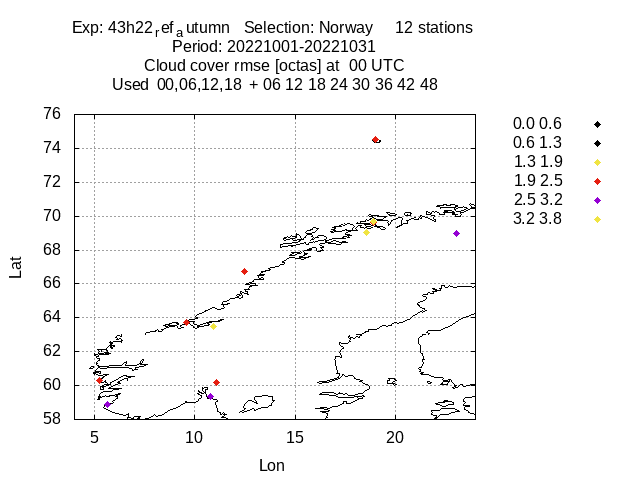 Exp: 43h22refautumn Selection: Norway 12 stations
Period: 20221001-20221031
Cloud cover rmse [octas] at 00 UTC
Used 00,06,12,18 + 06 12 18 24 30 36 42 48
76
74
72
70
68
66
64
62
60
58
Lat
5 10 15 20
Lon
0.0 0.6
0.6 1.3
1.3 1.9
1.9 2.5
2.5 3.2
3.2 3.8